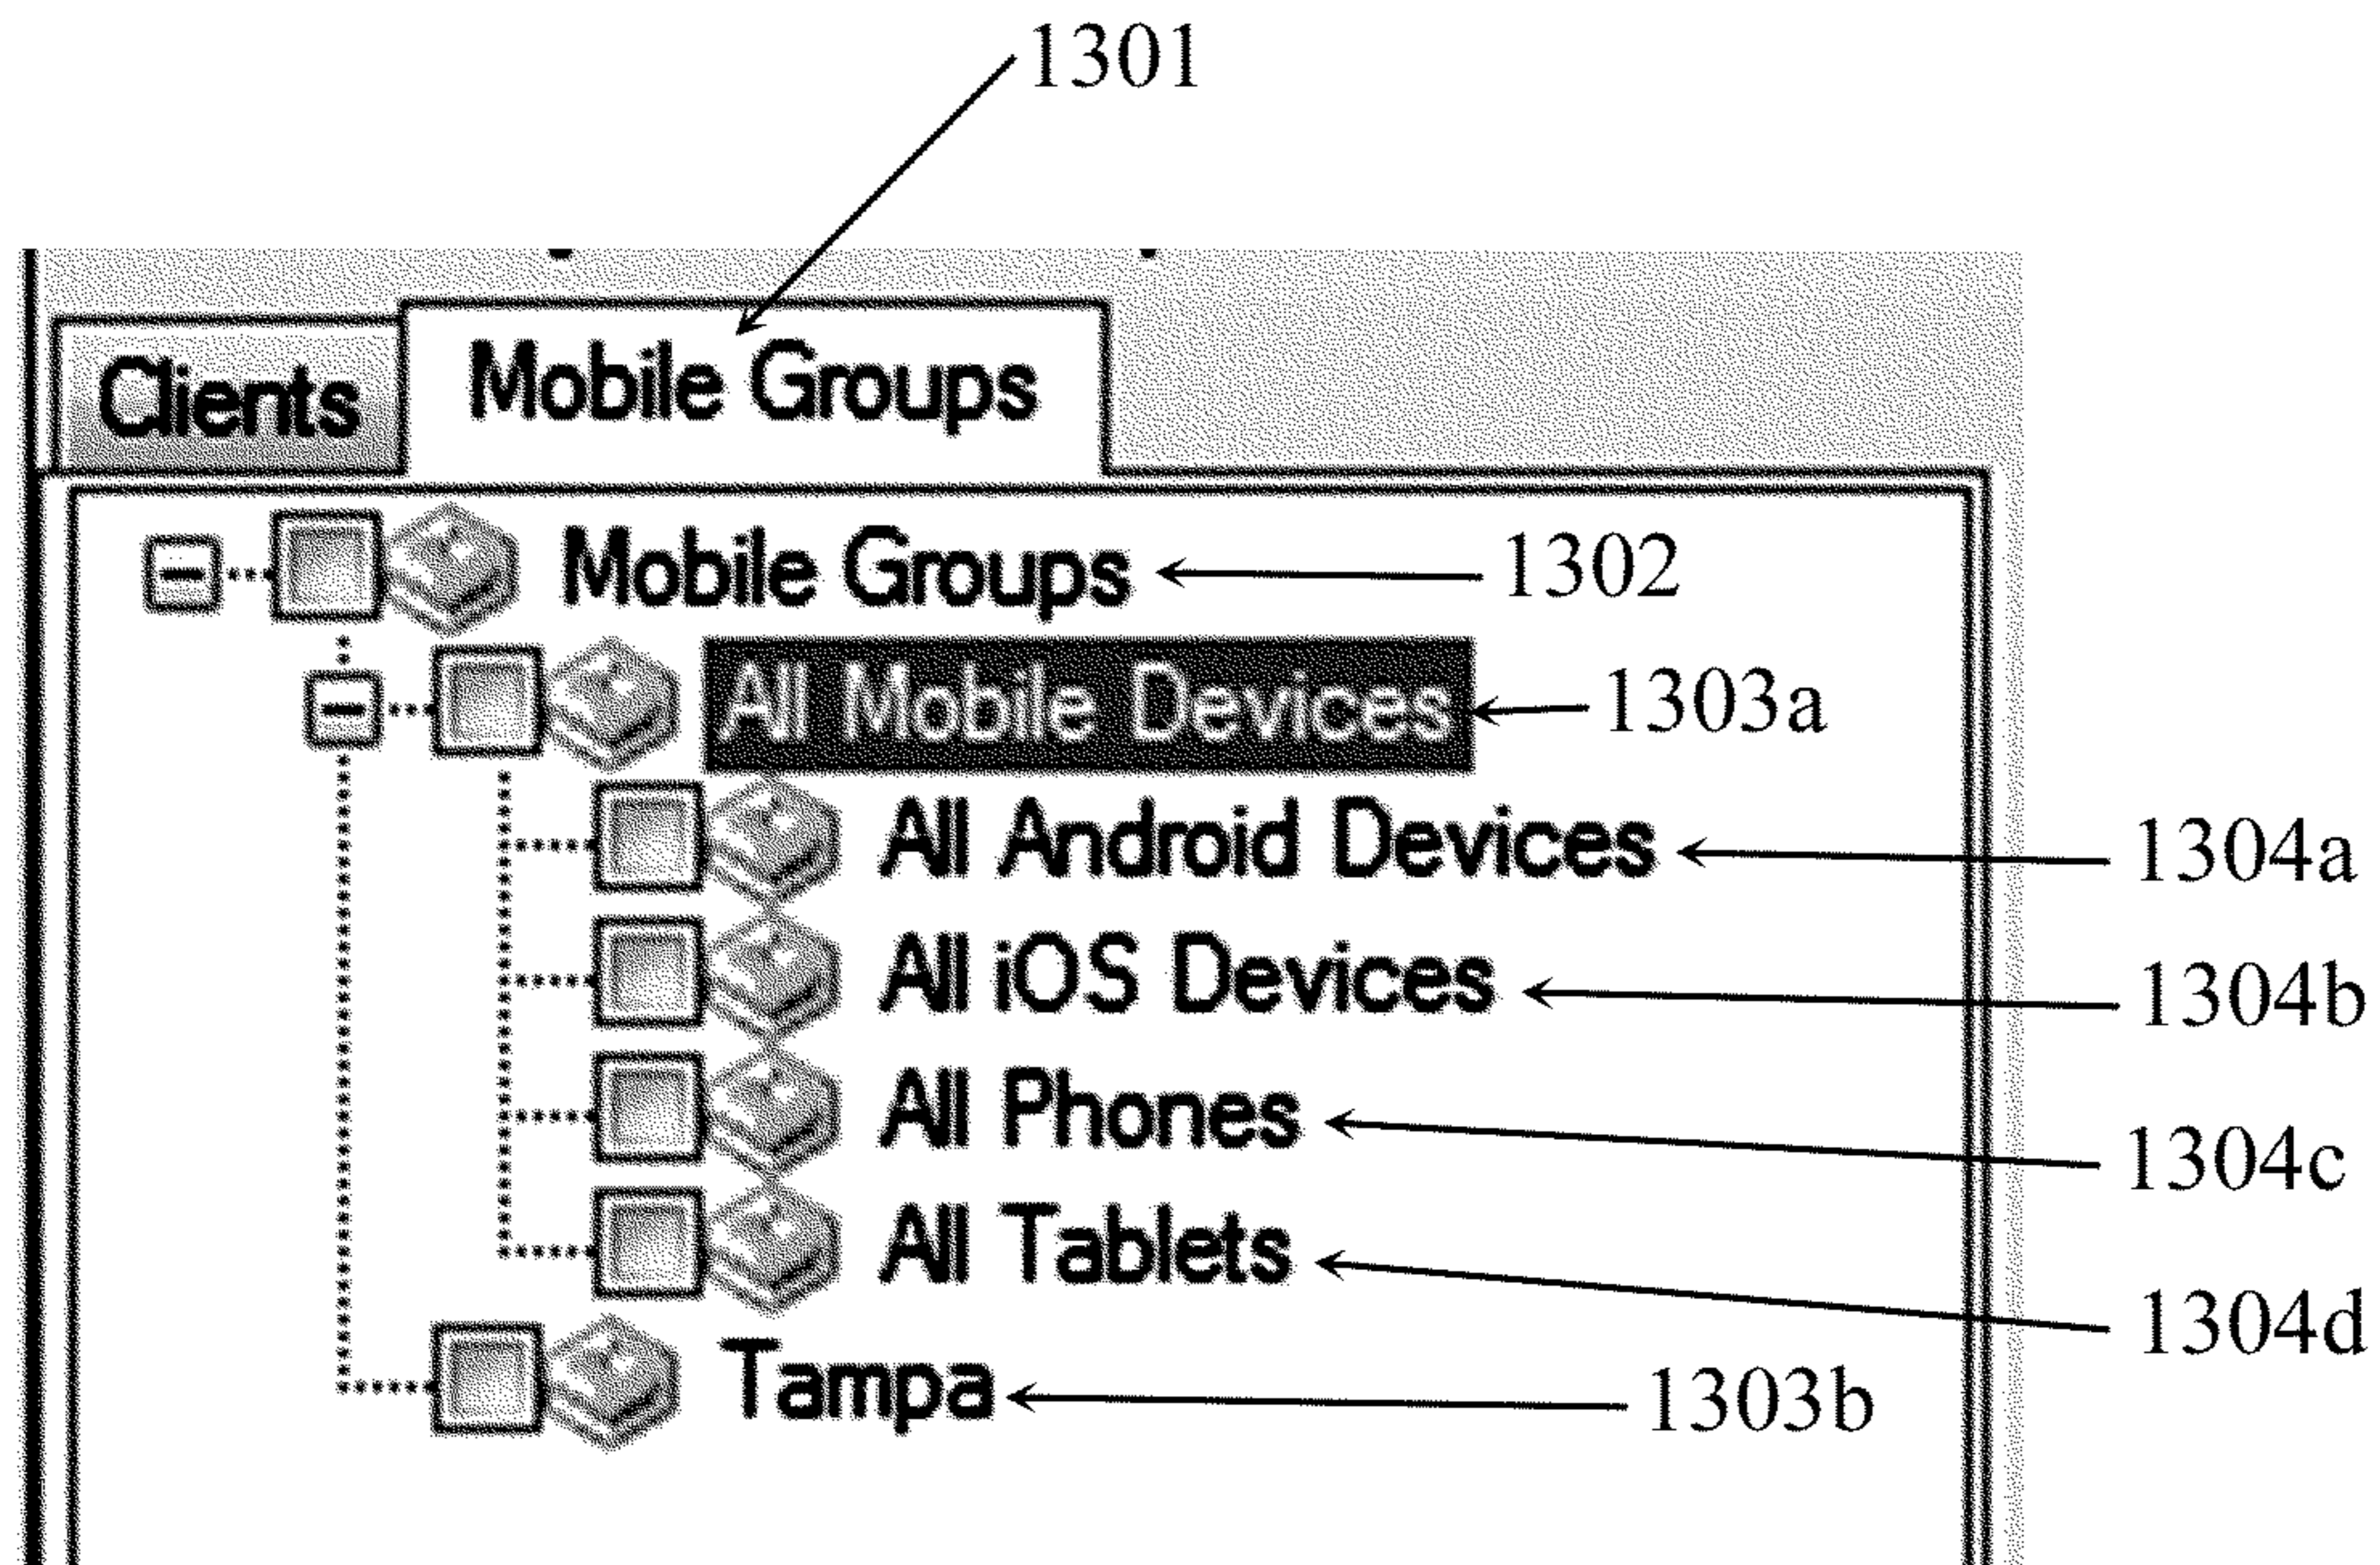 1301
Clients Mobile Groups
Mobile Groups 1302
All Mobile Devices 1303a
All Android Devices 1304a
All iOS Devices 1304b
All Phones 1304c
All Tablets 1304d
Tampa 1303b